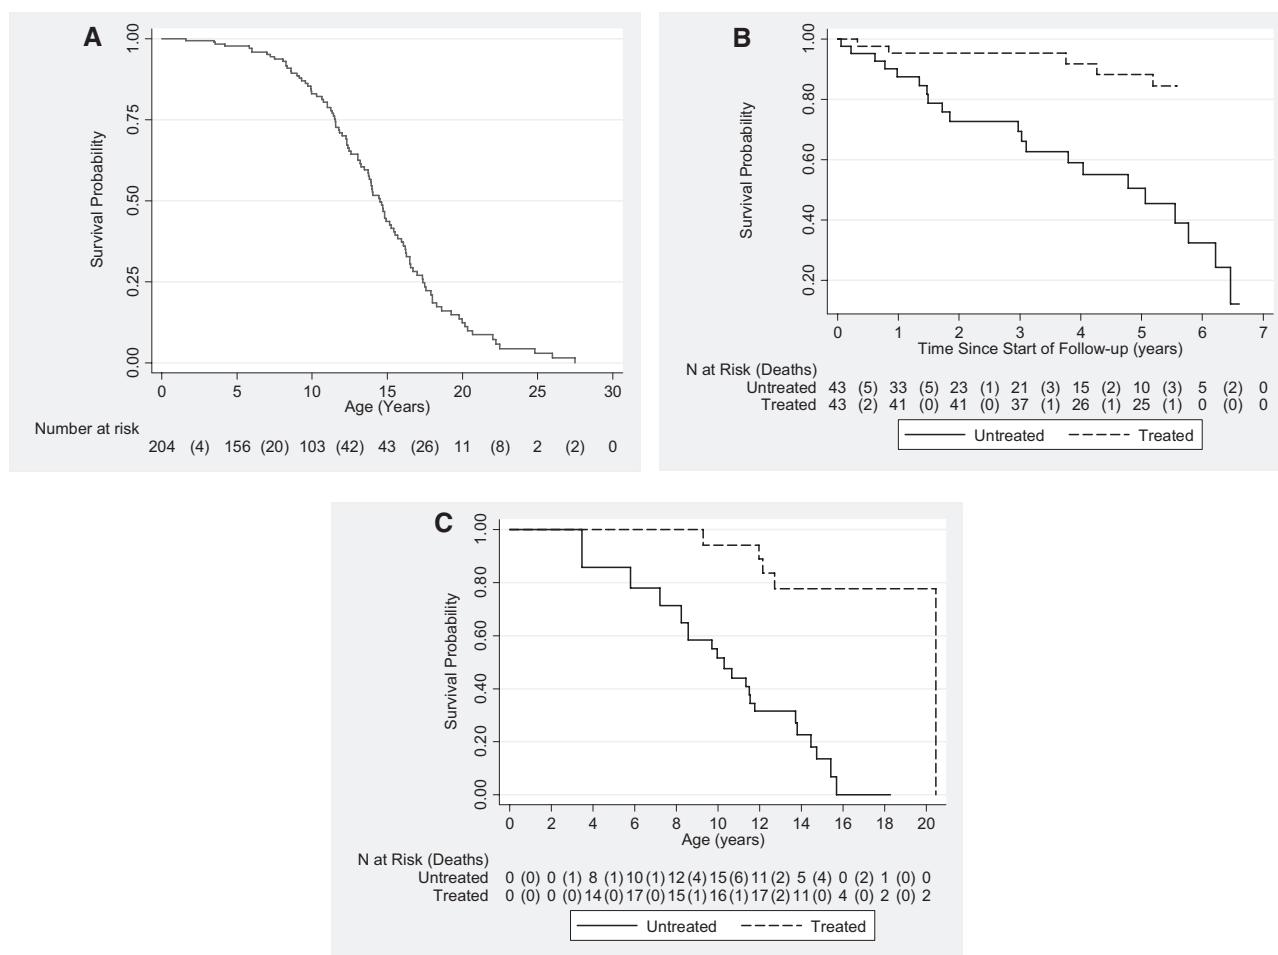 A
Survival Probability
1.00
0.75
0.50
0.25
0.00
0 5 10 15 20 25 30
Age (Years)
Number at risk
204 (4) 156 (20) 103 (42) 43 (26) 11 (8) 2 (2) 0
B
Survival Probability
1.00
0.80
0.60
0.40
0.20
0 1 2 3 4 5 6 7
Time Since Start of Follow-up (years)
N at Risk (Deaths)
Untreated 43 (5) 33 (5) 23 (1) 21 (3) 15 (2) 10 (3) 5 (2) 0
Treated 43 (2) 41 (0) 41 (0) 37 (1) 26 (1) 25 (1) 0 (0) 0
Untreated Treated
C
Survival Probability
1.00
0.80
0.60
0.40
0.20
0.00
0 2 4 6 8 10 12 14 16 18 20
Age (years)
N at Risk (Deaths)
Untreated 0 (0) 0 (1) 8 (1) 10 (1) 12 (4) 15 (6) 11 (2) 5 (4) 0 (2) 1 (0) 0
Treated 0 (0) 0 (0) 14 (0) 17 (0) 15 (1) 16 (1) 17 (2) 11 (0) 4 (0) 2 (0) 2
Untreated Treated